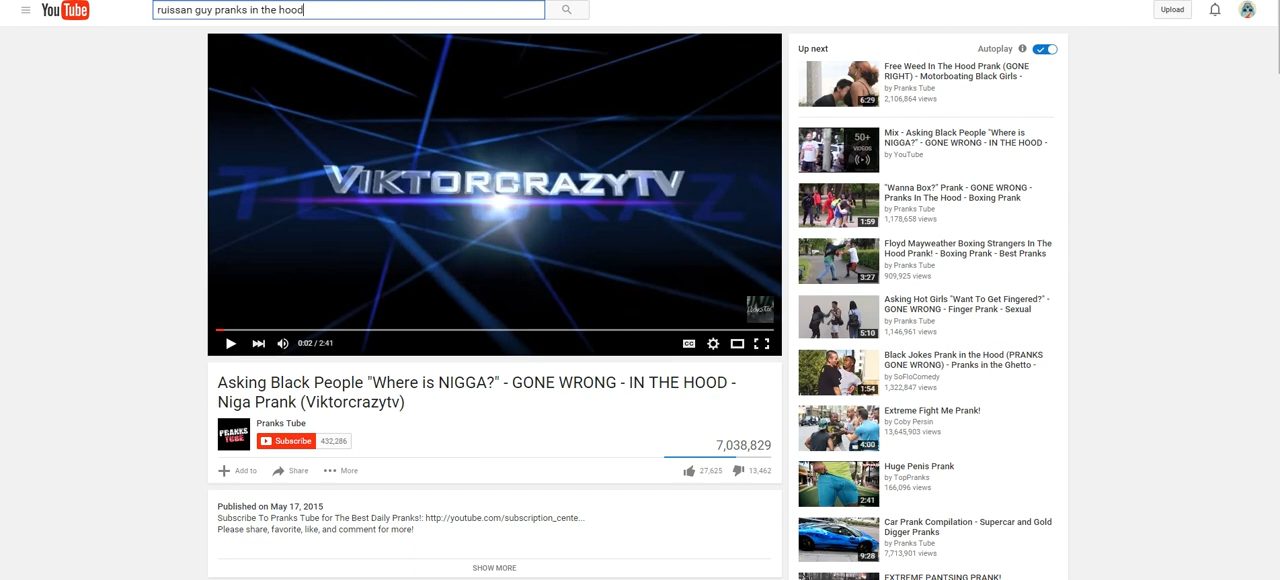 YouTube
ruissan guy pranks in the hood
Upload
VIKTORCRAZYTV
0:02 / 2:41
CC
Asking Black People "Where is NIGGA?" - GONE WRONG - IN THE HOOD -
Niga Prank (Viktorcrazytv)
PRANKS
TUBE
Pranks Tube
Subscribe 432,286
7,038,829
Add to Share More
27,625 13,462
Published on May 17, 2015
Subscribe To Pranks Tube for The Best Daily Pranks!: http://youtube.com/subscription_cente...
Please share, favorite, like, and comment for more!
SHOW MORE
Up next
Autoplay
Free Weed In The Hood Prank (GONE
RIGHT) - Motorboating Black Girls -
by Pranks Tube
2,106,864 views
6:29
Mix - Asking Black People "Where is
NIGGA?" - GONE WRONG - IN THE HOOD -
by YouTube
50+
VIDEOS
"Wanna Box?" Prank - GONE WRONG -
Pranks In The Hood - Boxing Prank
by Pranks Tube
1,178,658 views
1:59
Floyd Mayweather Boxing Strangers In The
Hood Prank! - Boxing Prank - Best Pranks
by Pranks Tube
909,925 views
3:27
Asking Hot Girls "Want To Get Fingered?" -
GONE WRONG - Finger Prank - Sexual
by Pranks Tube
1,146,961 views
5:10
Black Jokes Prank in the Hood (PRANKS
GONE WRONG) - Pranks in the Ghetto -
by SoFloComedy
1,322,847 views
1:54
Extreme Fight Me Prank!
by Coby Persin
13,645,903 views
4:00
Huge Penis Prank
by TopPranks
166,096 views
2:41
Car Prank Compilation - Supercar and Gold
Digger Pranks
by Pranks Tube
7,713,901 views
9:28
EXTREME PANTSING PRANK!